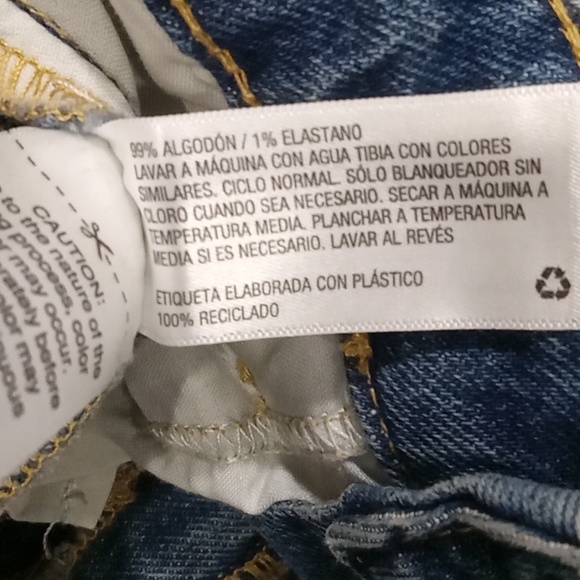 99% ALGODÓN / 1% ELASTANO
LAVAR A MÁQUINA CON AGUA TIBIA CON COLORES
SIMILARES. CICLO NORMAL. SÓLO BLANQUEADOR SIN
CLORO CUANDO SEA NECESARIO. SECAR A MÁQUINA A
TEMPERATURA MEDIA. PLANCHAR A TEMPERATURA
MEDIA SI ES NECESARIO. LAVAR AL REVÉS
ETIQUETA ELABORADA CON PLÁSTICO
100% RECICLADO
CAUTION:
to the nature of the
process, color
may occur.
before
color may